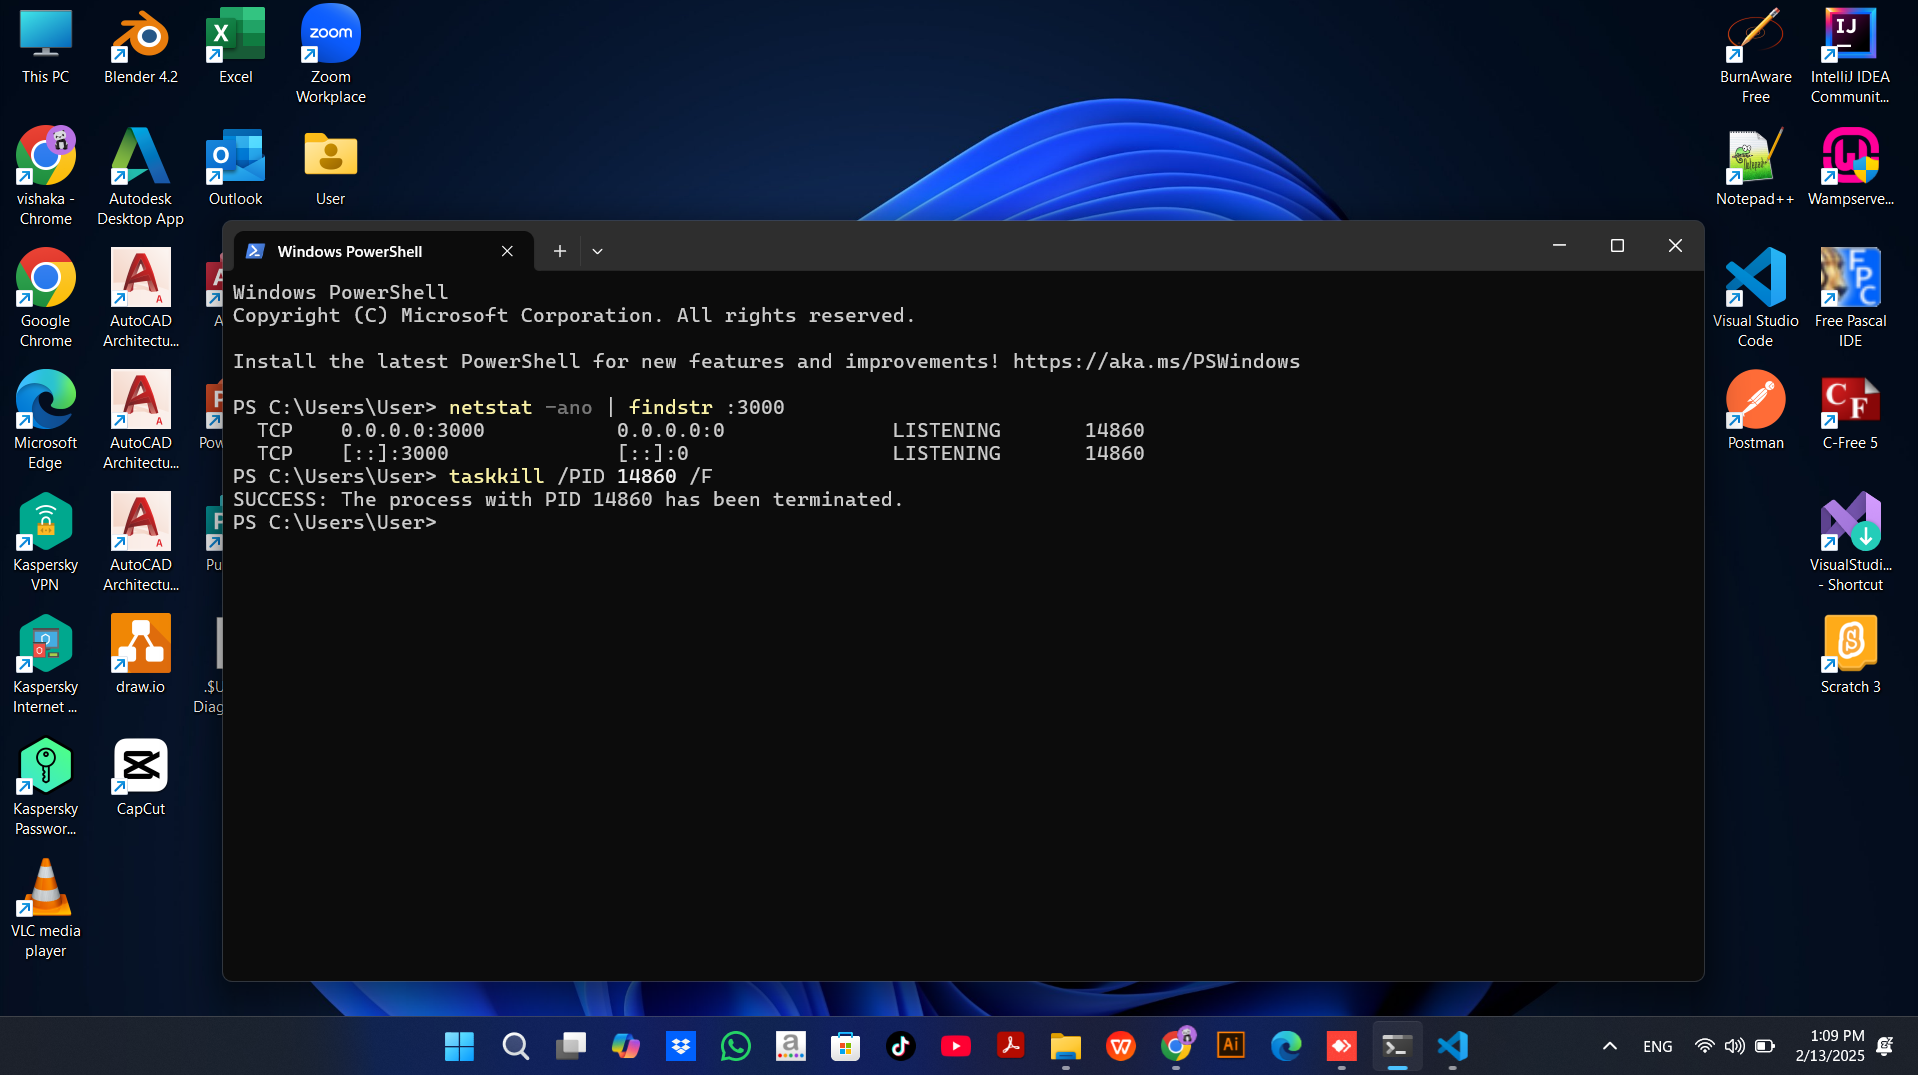 This PC
Blender 4.2
Excel
zoom
Zoom
Workplace
BurnAware
Free
IJ
IntelliJ IDEA
Communit...
vishaka -
Chrome
Autodesk
Desktop App
Outlook
User
Notepad++
Wampserve...
Google
Chrome
AutoCAD
Architectu...
A
Visual Studio
Code
Free Pascal
IDE
Microsoft
Edge
AutoCAD
Architectu...
Pow
Postman
C-Free 5
Kaspersky
VPN
AutoCAD
Architectu...
Pu
VisualStudi...
- Shortcut
Kaspersky
Internet ...
draw.io
.$U
Diag
Scratch 3
Kaspersky
Passwor...
CapCut
VLC media
player
Windows PowerShell
Windows PowerShell
Copyright (C) Microsoft Corporation. All rights reserved.
Install the latest PowerShell for new features and improvements! https://aka.ms/PSWindows
PS C:\Users\User> netstat -ano | findstr :3000
TCP 0.0.0.0:3000 0.0.0.0:0 LISTENING 14860
TCP [::]:3000 [::]:0 LISTENING 14860
PS C:\Users\User> taskkill /PID 14860 /F
SUCCESS: The process with PID 14860 has been terminated.
PS C:\Users\User>
Ai
ENG
1:09 PM
2/13/2025